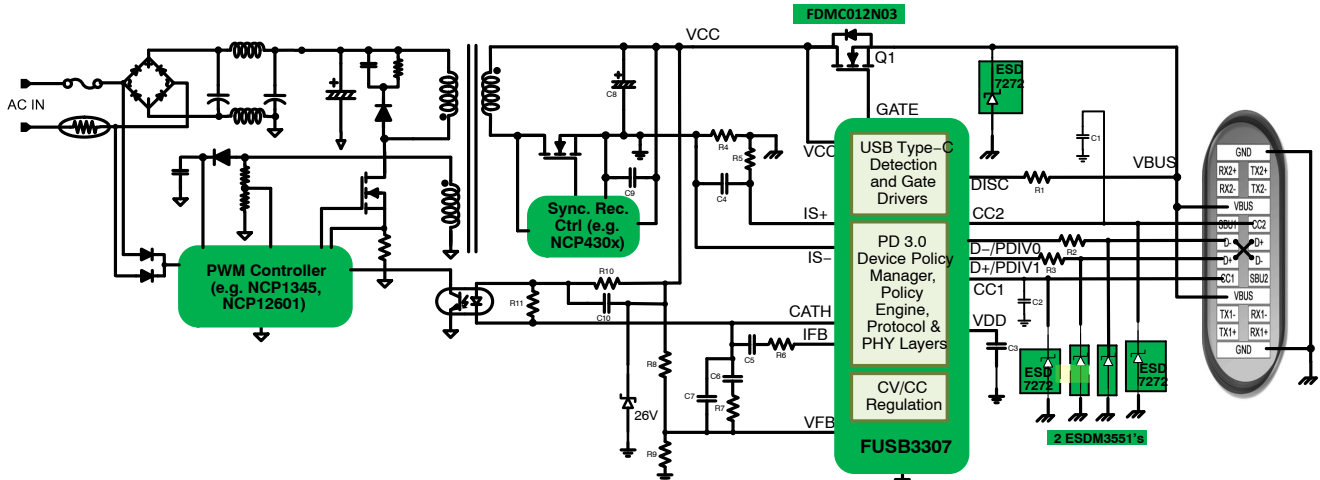 FDMC012N03
VCC
Q1
ESD
7272
AC IN
C8
GATE
R4
R5
C1
VCC
USB Type-C
Detection
and Gate
Drivers
GND
RX2+ TX2+
RX2- TX2-
VBUS
VBUS
DISC
R1
C9
C4
Sync. Rec.
Ctrl (e.g.
NCP430x)
IS+
CC2
SBU1 CC2
D- D+
D+ D-
CC1 SBU2
VBUS
TX1- RX1-
TX1+ RX1+
GND
PWM Controller
(e.g. NCP1345,
NCP12601)
IS−
D−/PDIV0
R2
D+/PDIV1
R3
CC1
C2
PD 3.0
Device Policy
Manager,
Policy
Engine,
Protocol &
PHY Layers
R10
R11
C10
CATH
VDD
IFB
C3
C5
R6
R8
C6
C7
R7
ESD
7272
ESD
7272
CV/CC
Regulation
26V
VFB
R9
FUSB3307
2 ESDM3551's